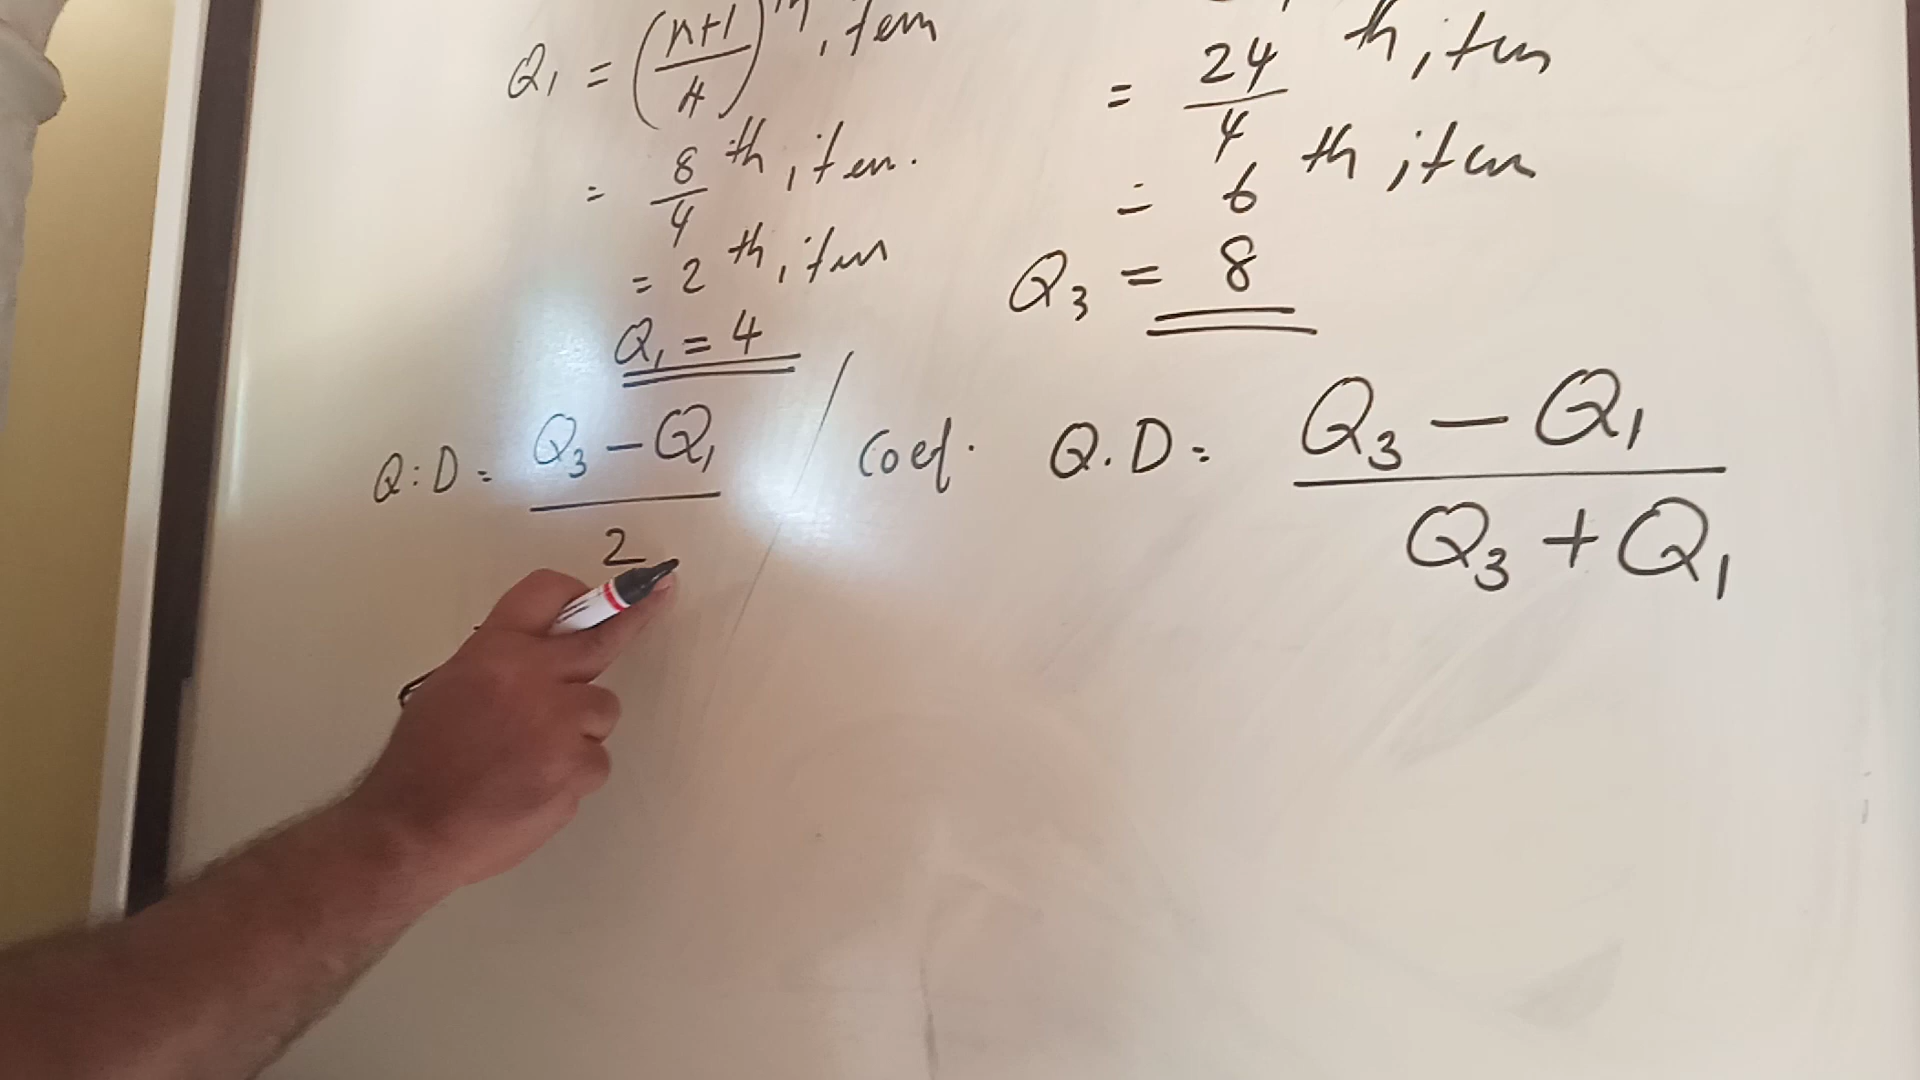 Q₁ = (n+1/4)th item
= 8/4 th item.
= 2 th item
Q₁ = 4
= 24/4 th item
= 6 th item
Q₃ = 8
Q:D = Q₃ - Q₁ / 2
Coef. Q.D = Q₃ - Q₁ / Q₃ + Q₁